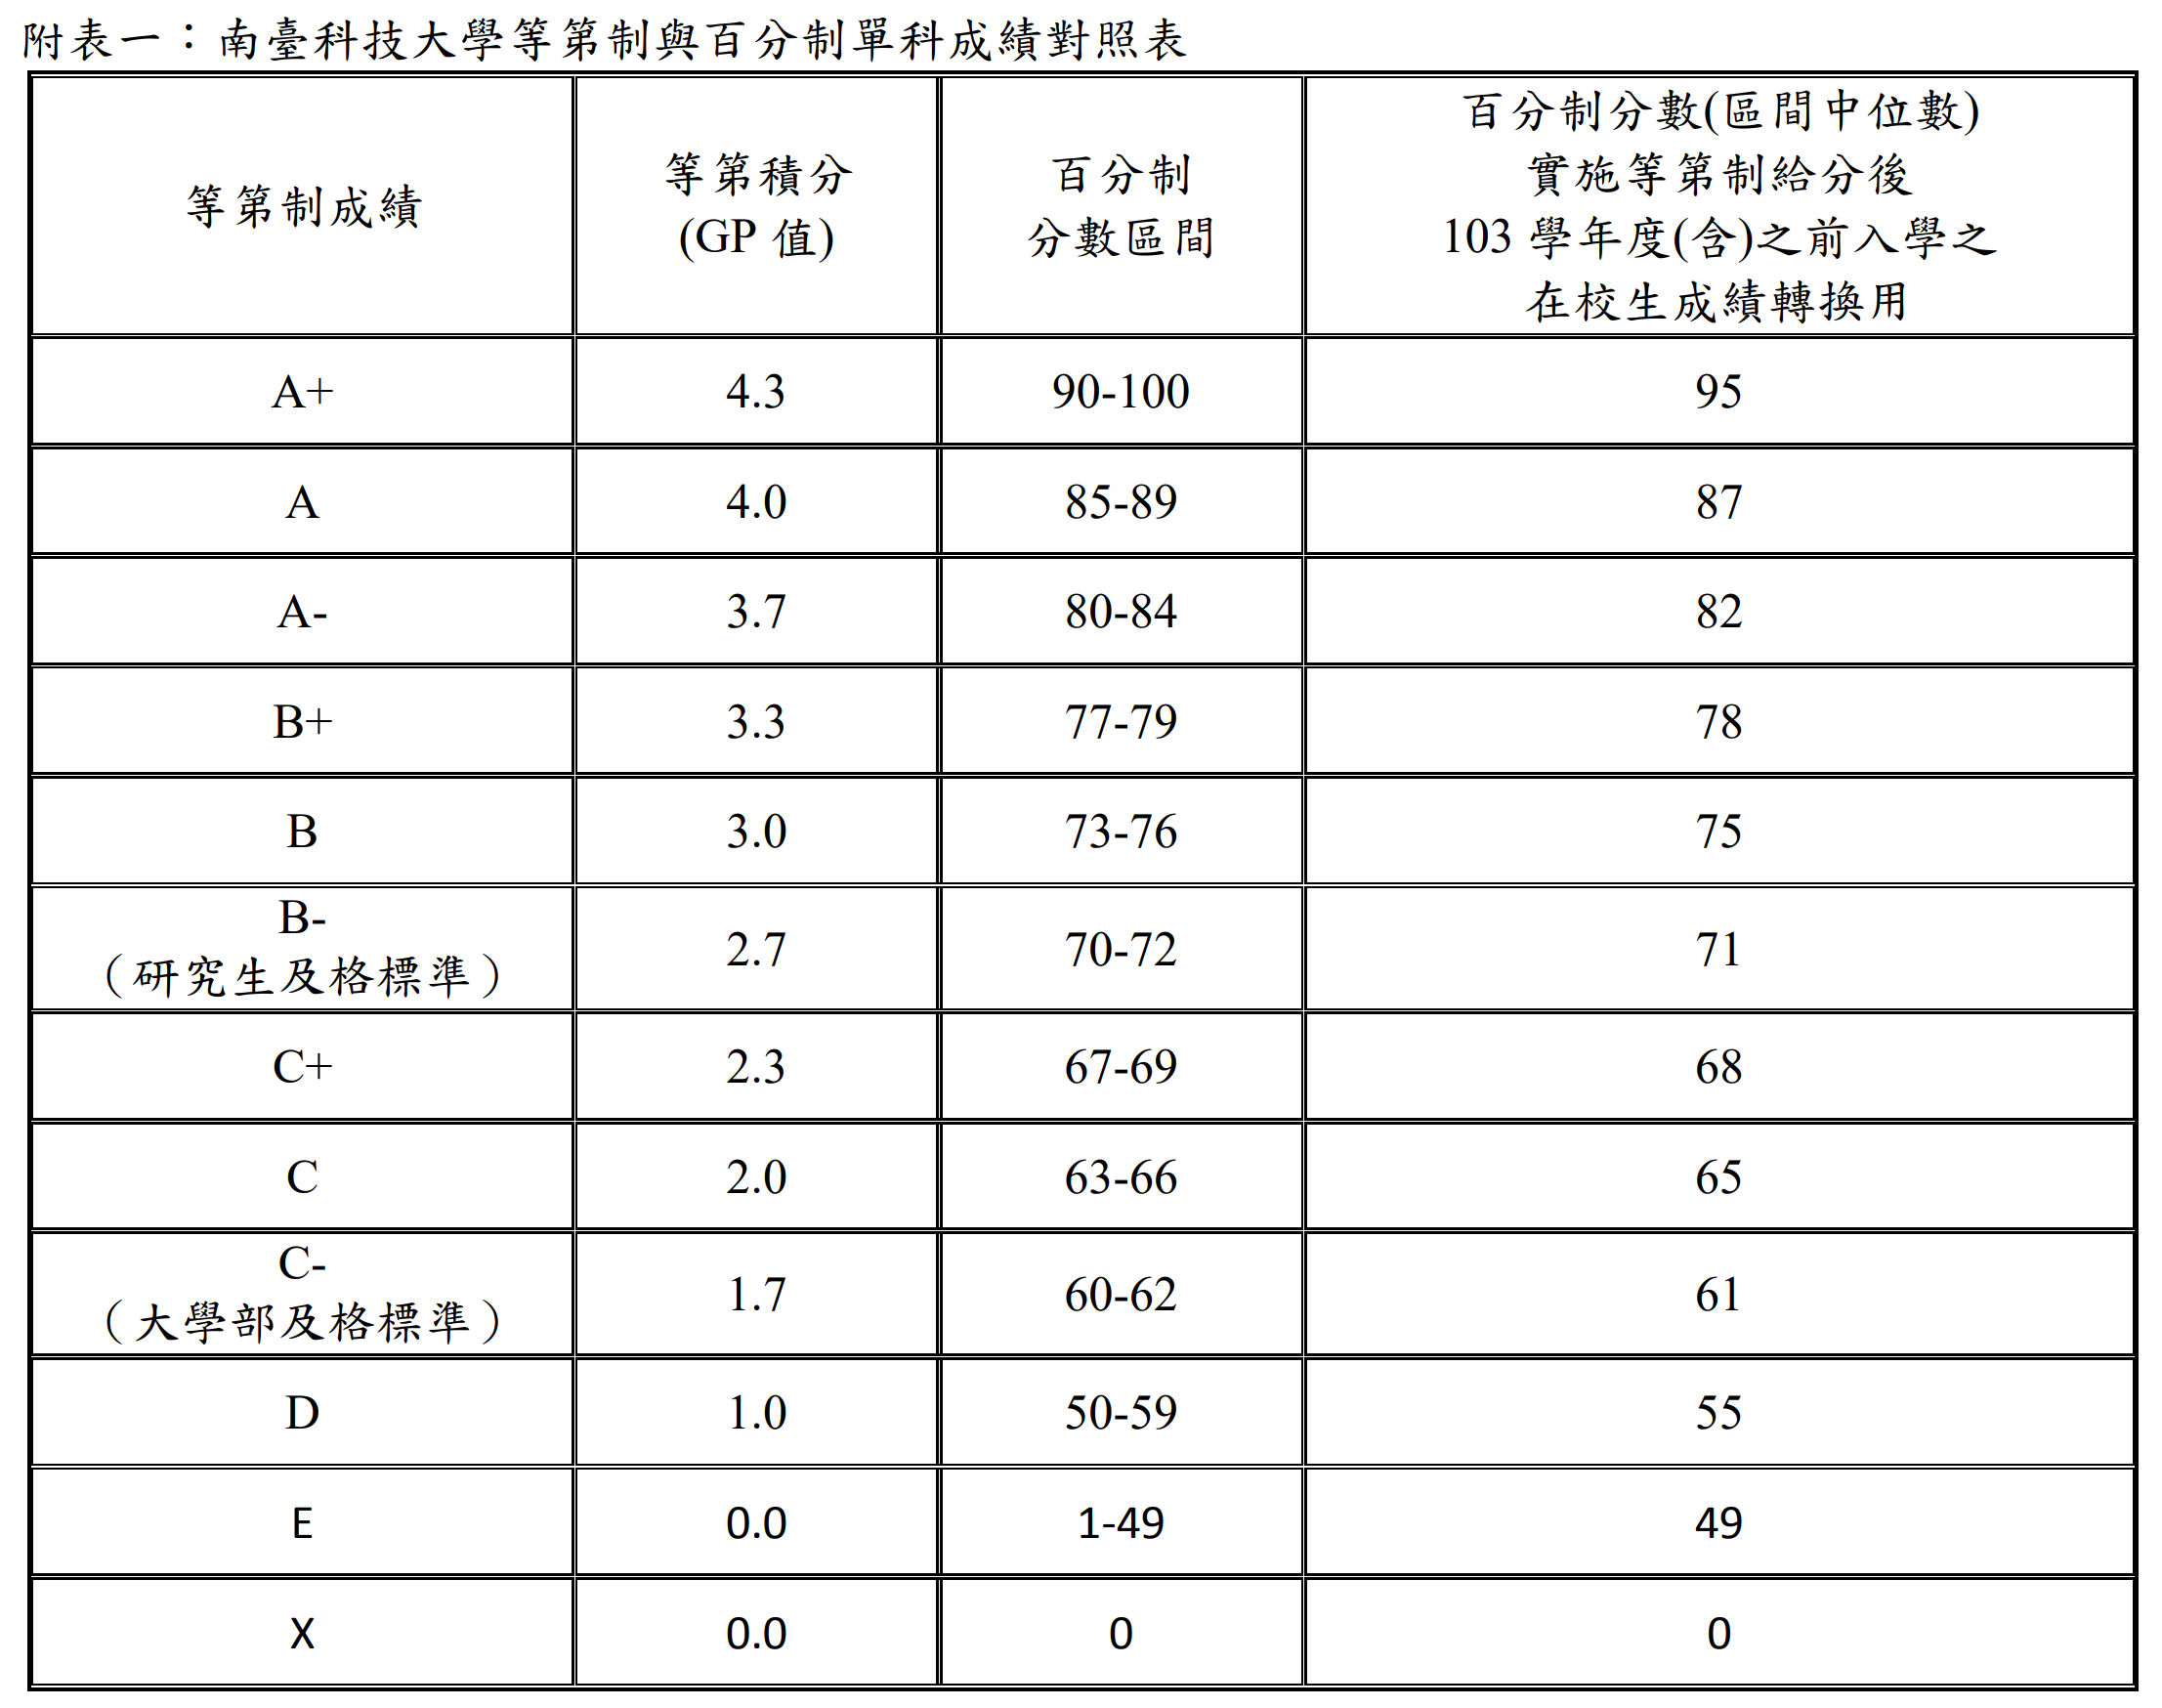 附表一：南臺科技大學等第制與百分制單科成績對照表
等第制成績
等第積分
(GP 值)
百分制
分數區間
百分制分數(區間中位數)
實施等第制給分後
103 學年度(含)之前入學之
在校生成績轉換用
A+ 4.3 90-100 95
A 4.0 85-89 87
A- 3.7 80-84 82
B+ 3.3 77-79 78
B 3.0 73-76 75
B-
（研究生及格標準）
2.7 70-72 71
C+ 2.3 67-69 68
C 2.0 63-66 65
C-
（大學部及格標準）
1.7 60-62 61
D 1.0 50-59 55
E 0.0 1-49 49
X 0.0 0 0